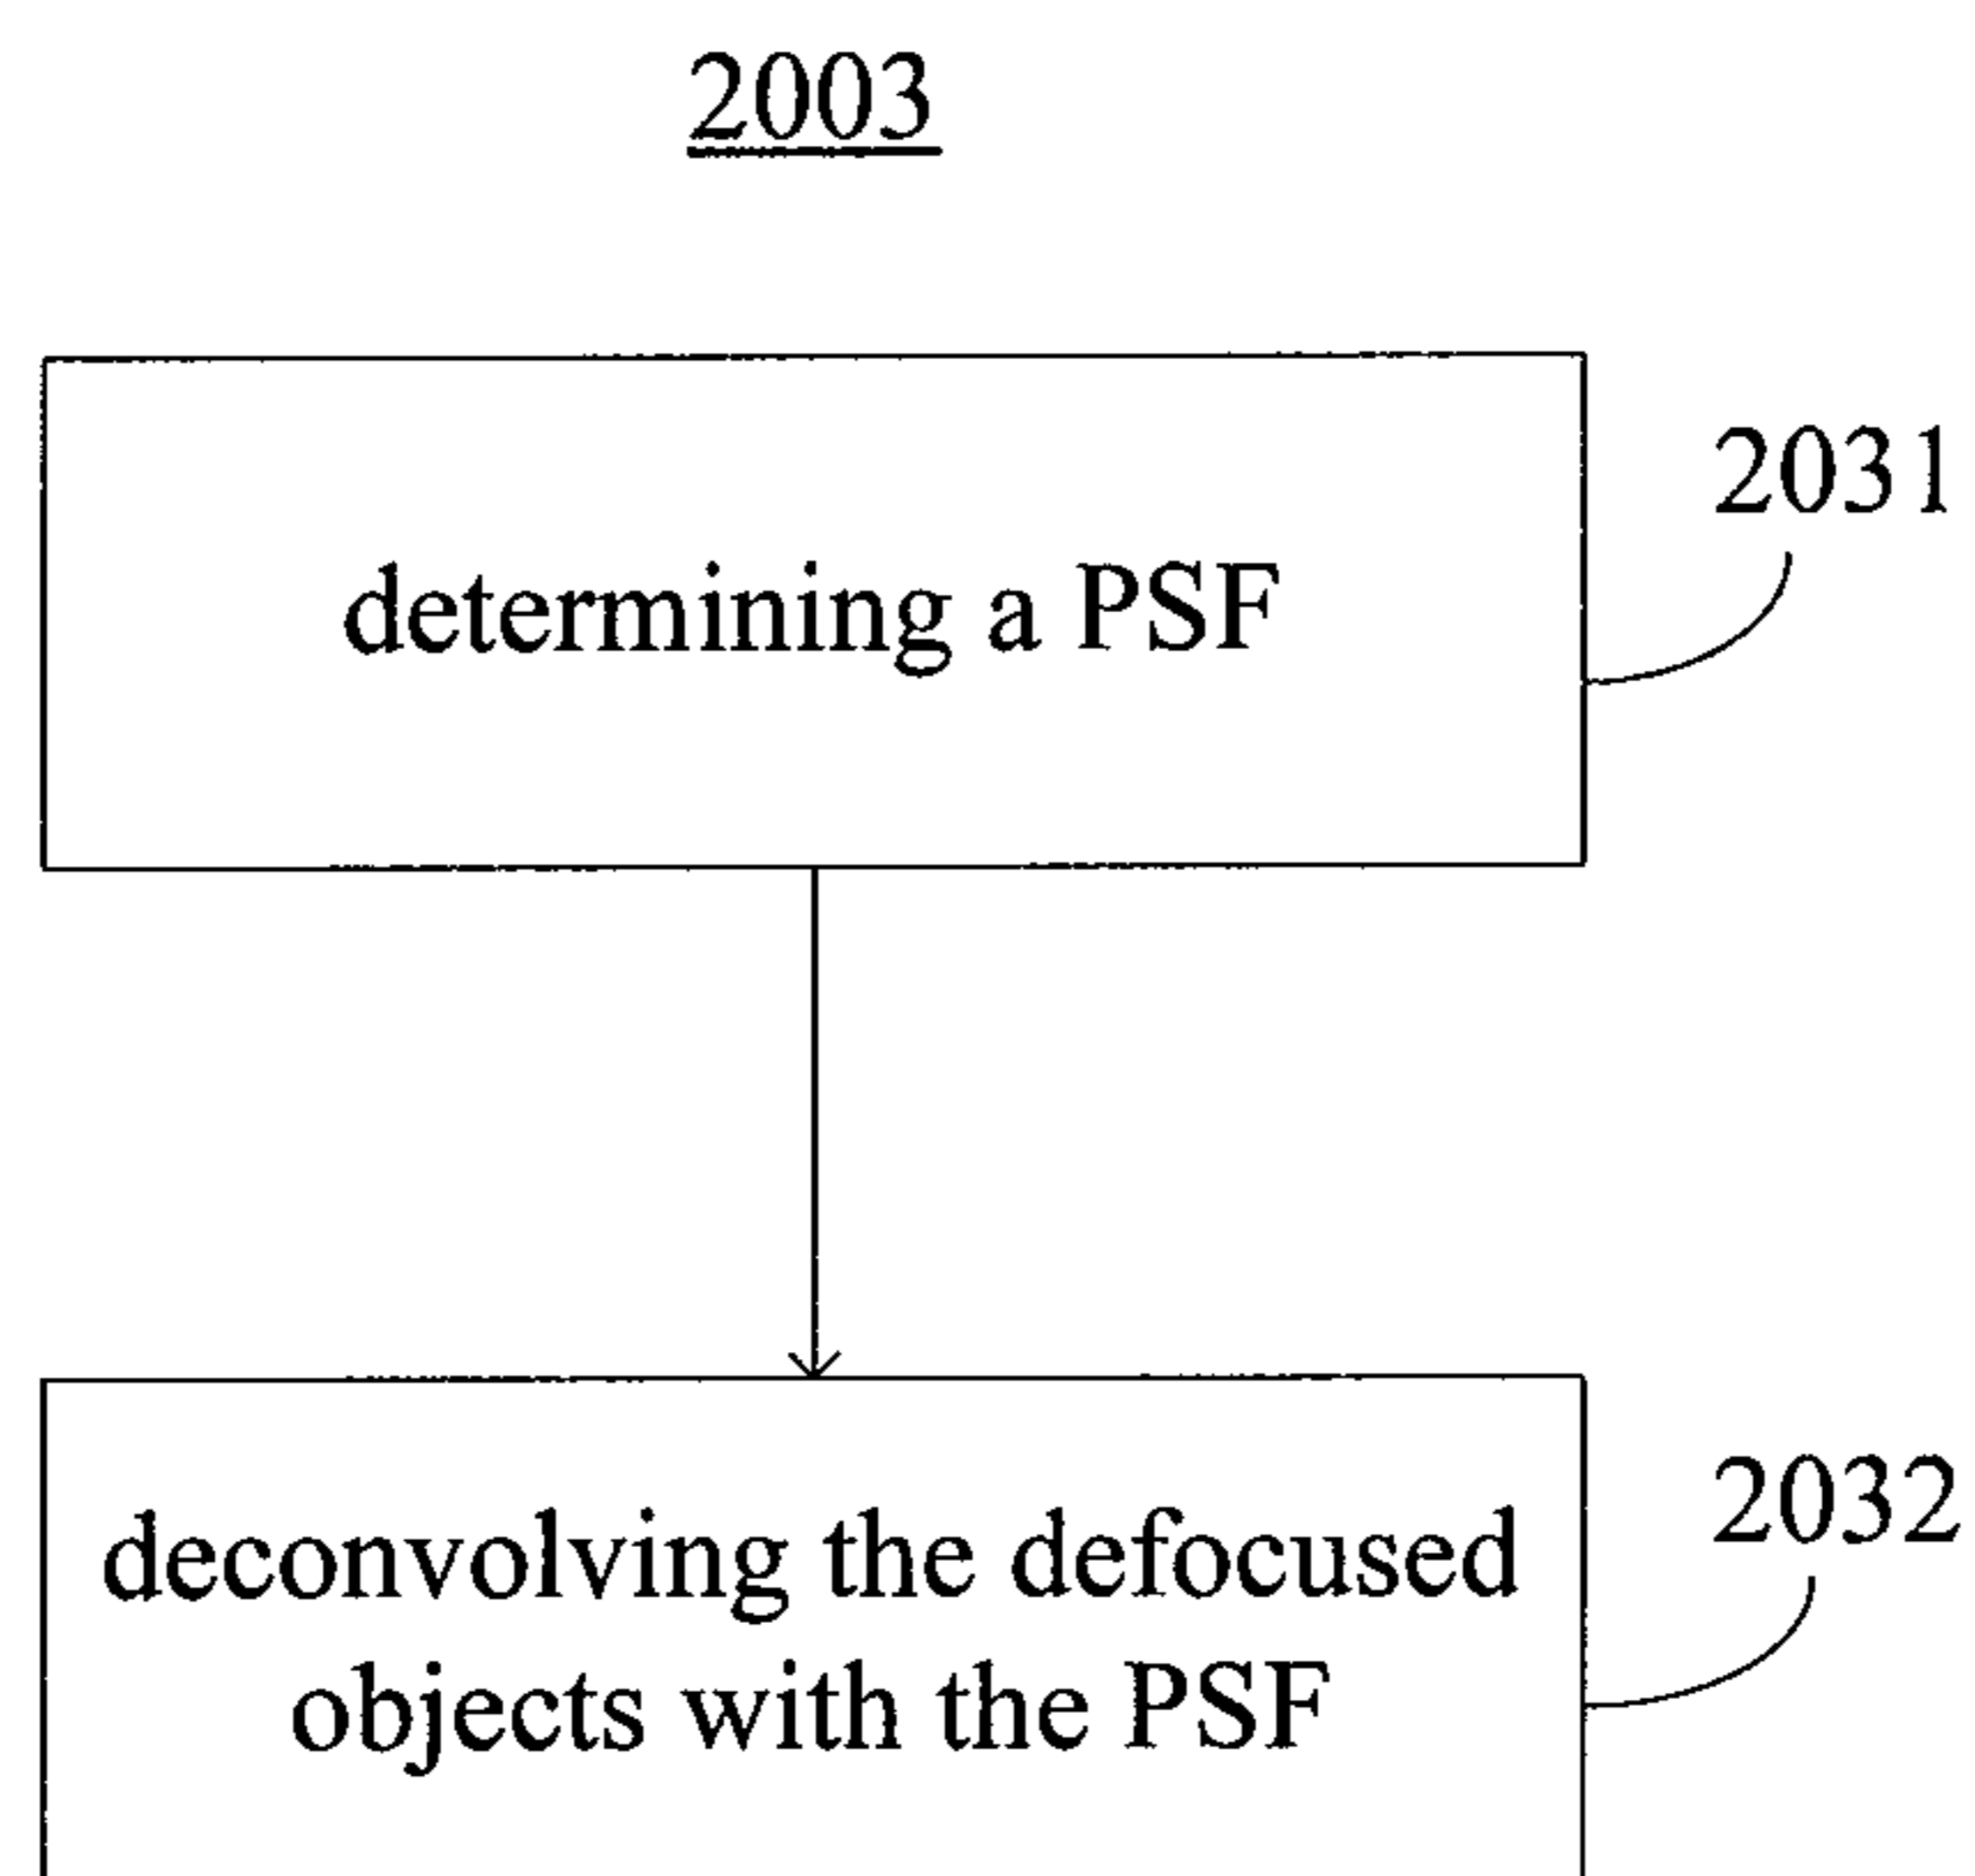 2003
determining a PSF
2031
deconvolving the defocused
objects with the PSF
2032